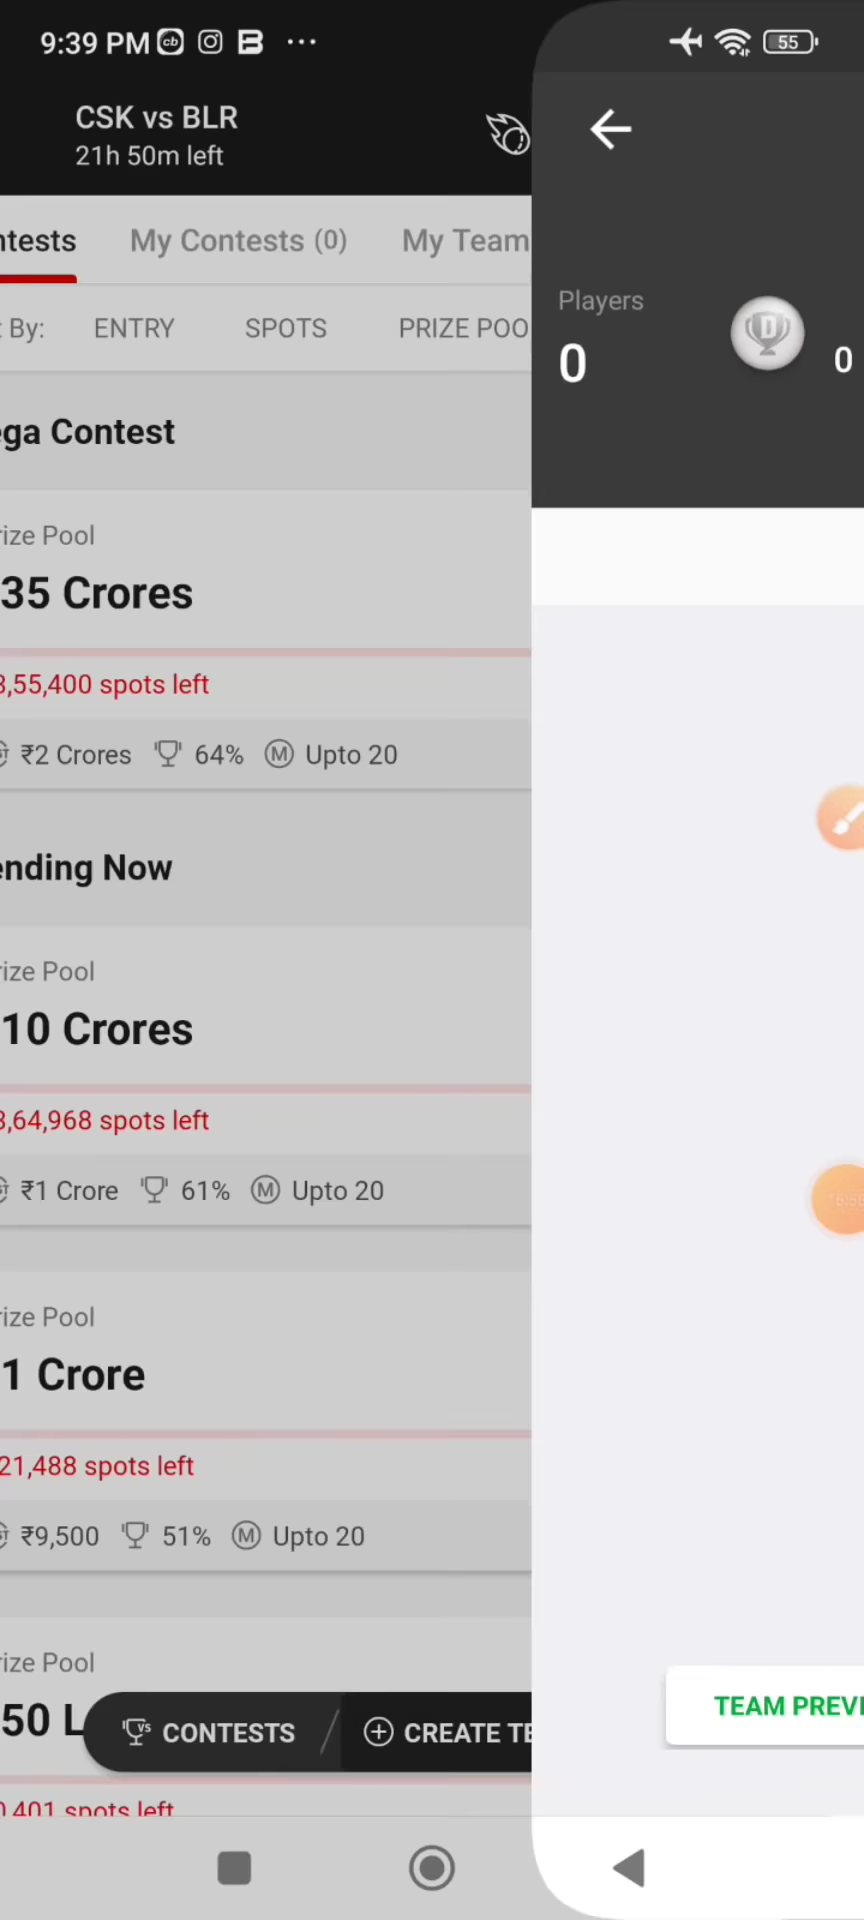 9:39 PM
55
CSK vs BLR
21h 50m left
ntests
My Contests (0)
My Team
By:
ENTRY
SPOTS
PRIZE POO
Players
0
D
0
ga Contest
rize Pool
35 Crores
3,55,400 spots left
₹2 Crores
64%
M
Upto 20
ending Now
rize Pool
10 Crores
3,64,968 spots left
₹1 Crore
61%
M
Upto 20
rize Pool
1 Crore
21,488 spots left
₹9,500
51%
M
Upto 20
rize Pool
50 L
VS
CONTESTS
CREATE TE
TEAM PREVI
0,401 spots left